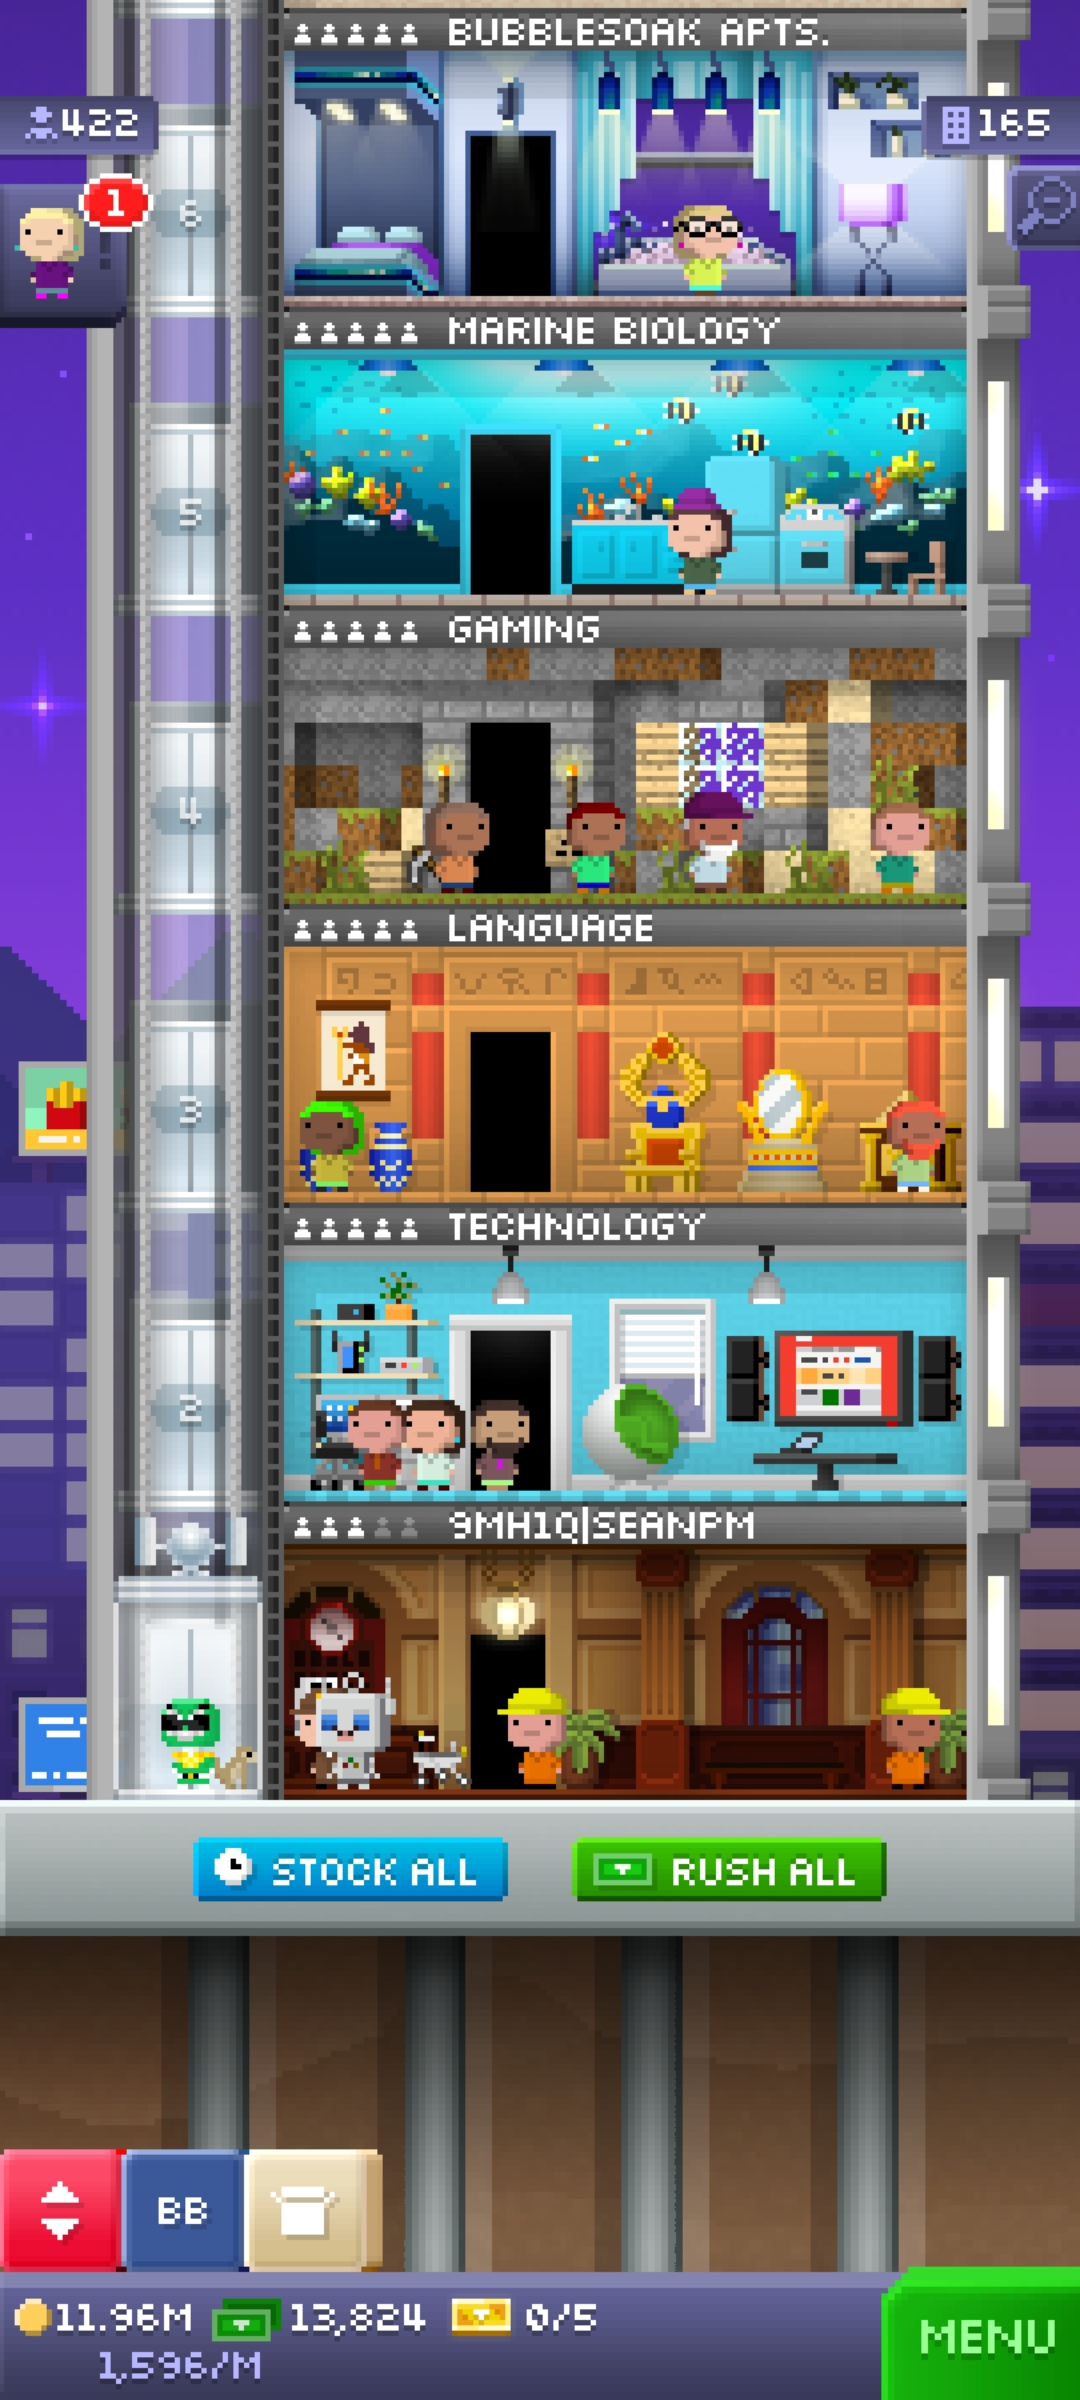 BUBBLESOAK APTS.
422
165
1
6
MARINE BIOLOGY
5
GAMING
4
LANGUAGE
3
TECHNOLOGY
2
9MH1Q|SEANPM
STOCK ALL
RUSH ALL
BB
11.96M 13,824 0/5
1,596/M
MENU